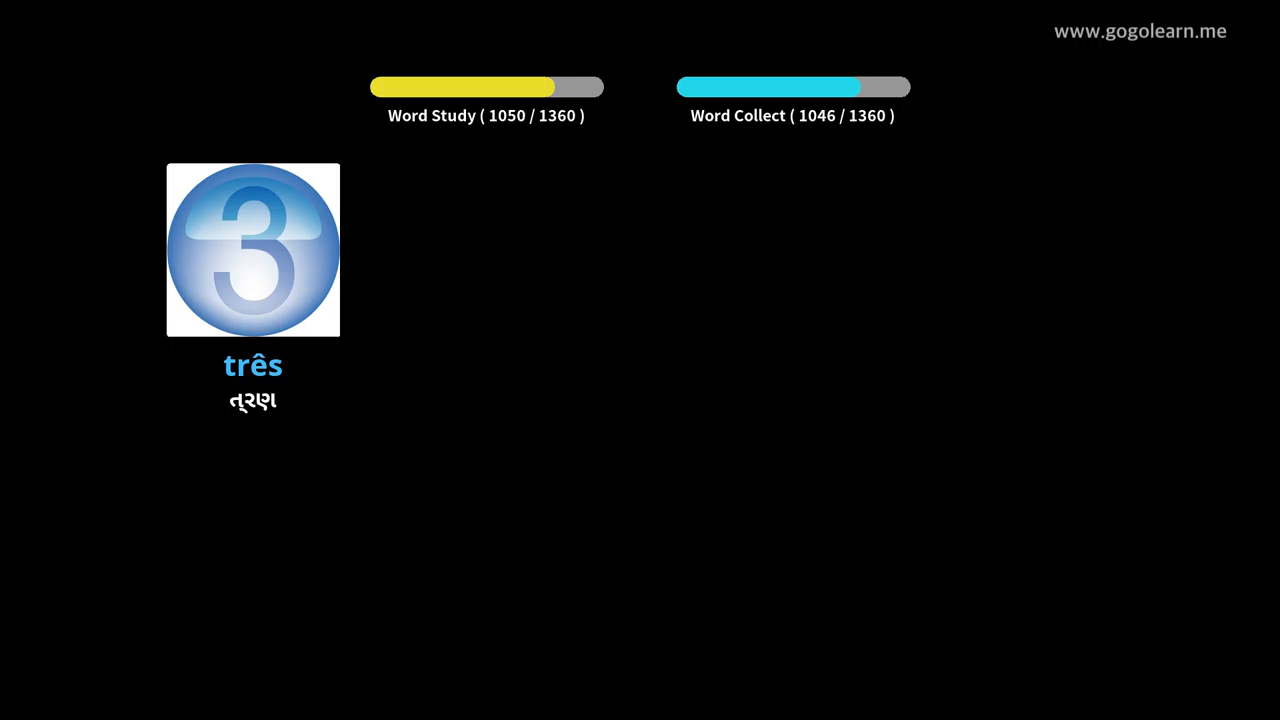 www.gogolearn.me
Word Study ( 1050 / 1360 )
Word Collect ( 1046 / 1360 )
3
três
ત્રણ